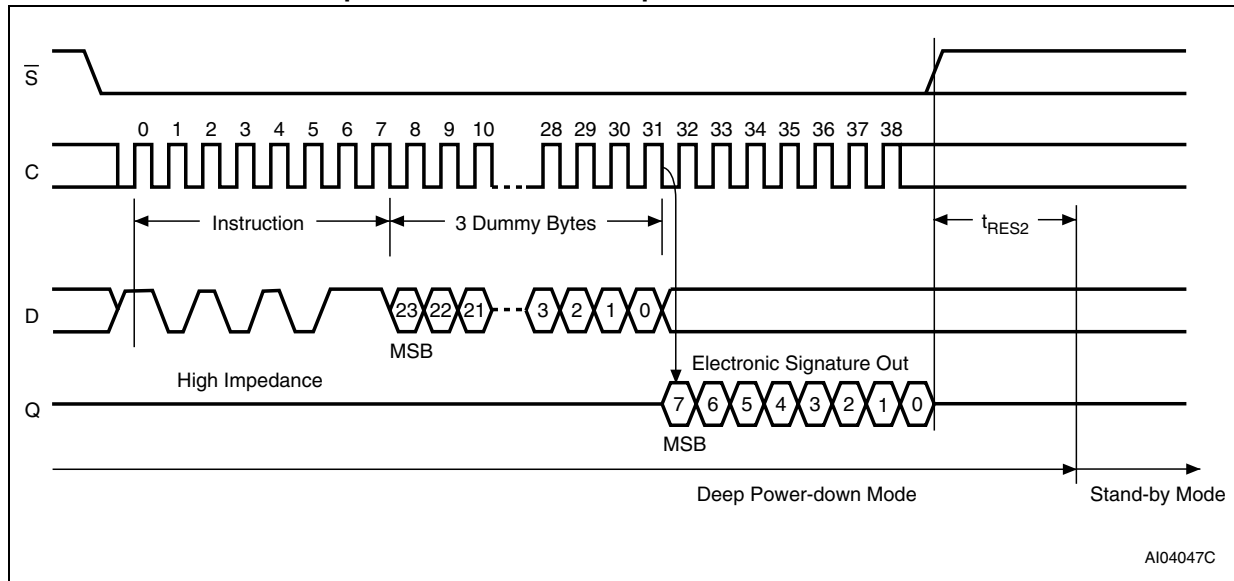 S
0 1 2 3 4 5 6 7 8 9 10 28 29 30 31 32 33 34 35 36 37 38
C
Instruction 3 Dummy Bytes tRES2
D 23 22 21 3 2 1 0
MSB
High Impedance Electronic Signature Out
Q 7 6 5 4 3 2 1 0
MSB
Deep Power-down Mode Stand-by Mode
AI04047C